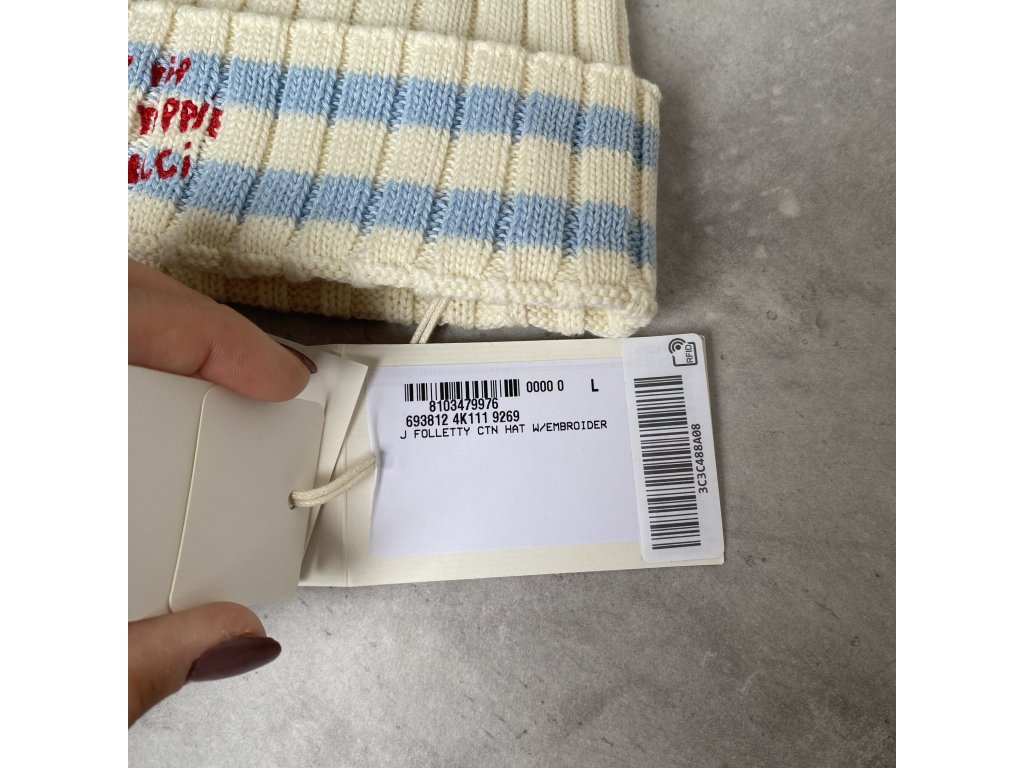 0000 0 L
8103479976
693812 4K111 9269
J FOLLETTY CTN HAT W/EMBROIDER
RFID
3C3C488A08